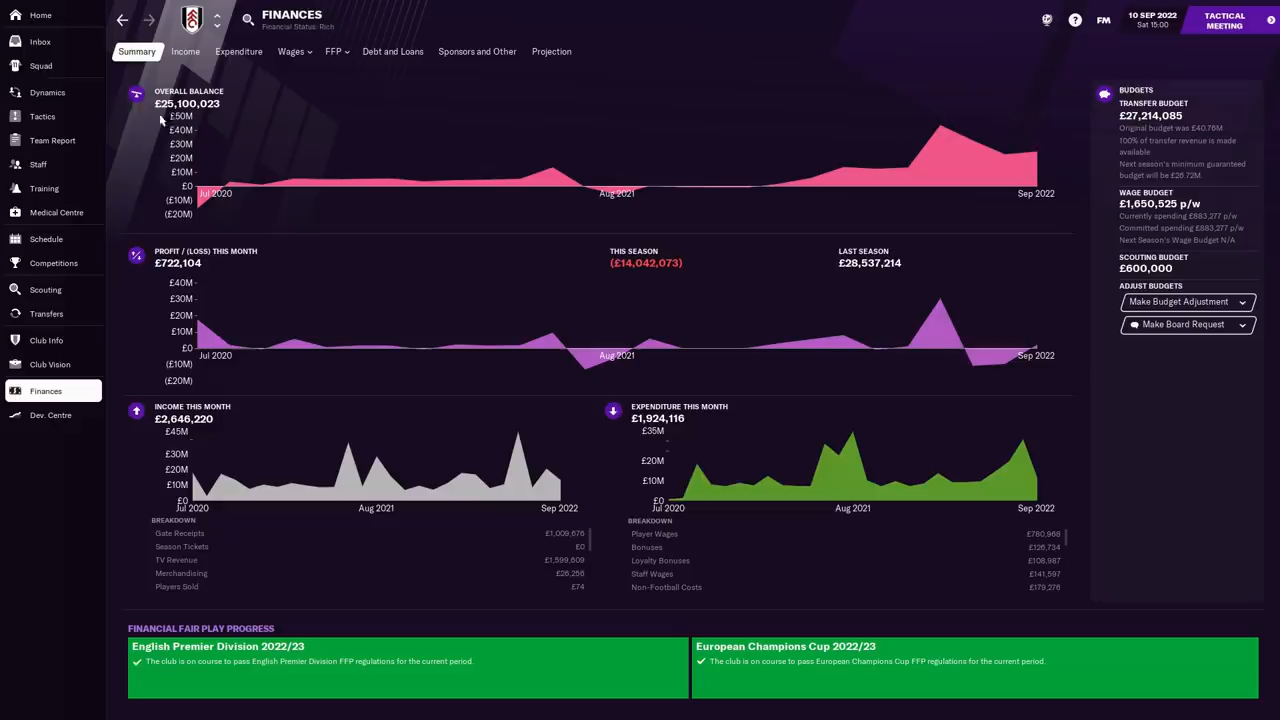 Home
Inbox
Squad
Dynamics
Tactics
Team Report
Staff
Training
Medical Centre
Schedule
Competitions
Scouting
Transfers
Club Info
Club Vision
Finances
Dev. Centre
FINANCES
Financial Status: Rich
?
FM
10 SEP 2022
Sat 15:00
TACTICAL
MEETING
Summary
Income
Expenditure
Wages
FFP
Debt and Loans
Sponsors and Other
Projection
OVERALL BALANCE
£25,100,023
£50M
£40M
£30M
£20M
£10M
£0
(£10M)
(£20M)
Jul 2020
Aug 2021
Sep 2022
PROFIT / (LOSS) THIS MONTH
£722,104
THIS SEASON
(£14,042,073)
LAST SEASON
£28,537,214
£40M
£30M
£20M
£10M
£0
(£10M)
(£20M)
Jul 2020
Aug 2021
Sep 2022
INCOME THIS MONTH
£2,646,220
£45M
£30M
£20M
£10M
£0
Jul 2020
Aug 2021
Sep 2022
BREAKDOWN
Gate Receipts £1,009,676
Season Tickets £0
TV Revenue £1,599,609
Merchandising £26,256
Players Sold £74
EXPENDITURE THIS MONTH
£1,924,116
£35M
£20M
£10M
£0
Jul 2020
Aug 2021
Sep 2022
BREAKDOWN
Player Wages £780,968
Bonuses £126,734
Loyalty Bonuses £108,987
Staff Wages £141,597
Non-Football Costs £179,276
BUDGETS
TRANSFER BUDGET
£27,214,085
Original budget was £40.76M
100% of transfer revenue is made
available
Next season's minimum guaranteed
budget will be £26.72M
WAGE BUDGET
£1,650,525 p/w
Currently spending £883,277 p/w
Committed spending £883,277 p/w
Next Season's Wage Budget N/A
SCOUTING BUDGET
£600,000
ADJUST BUDGETS
Make Budget Adjustment
Make Board Request
FINANCIAL FAIR PLAY PROGRESS
English Premier Division 2022/23
The club is on course to pass English Premier Division FFP regulations for the current period.
European Champions Cup 2022/23
The club is on course to pass European Champions Cup FFP regulations for the current period.